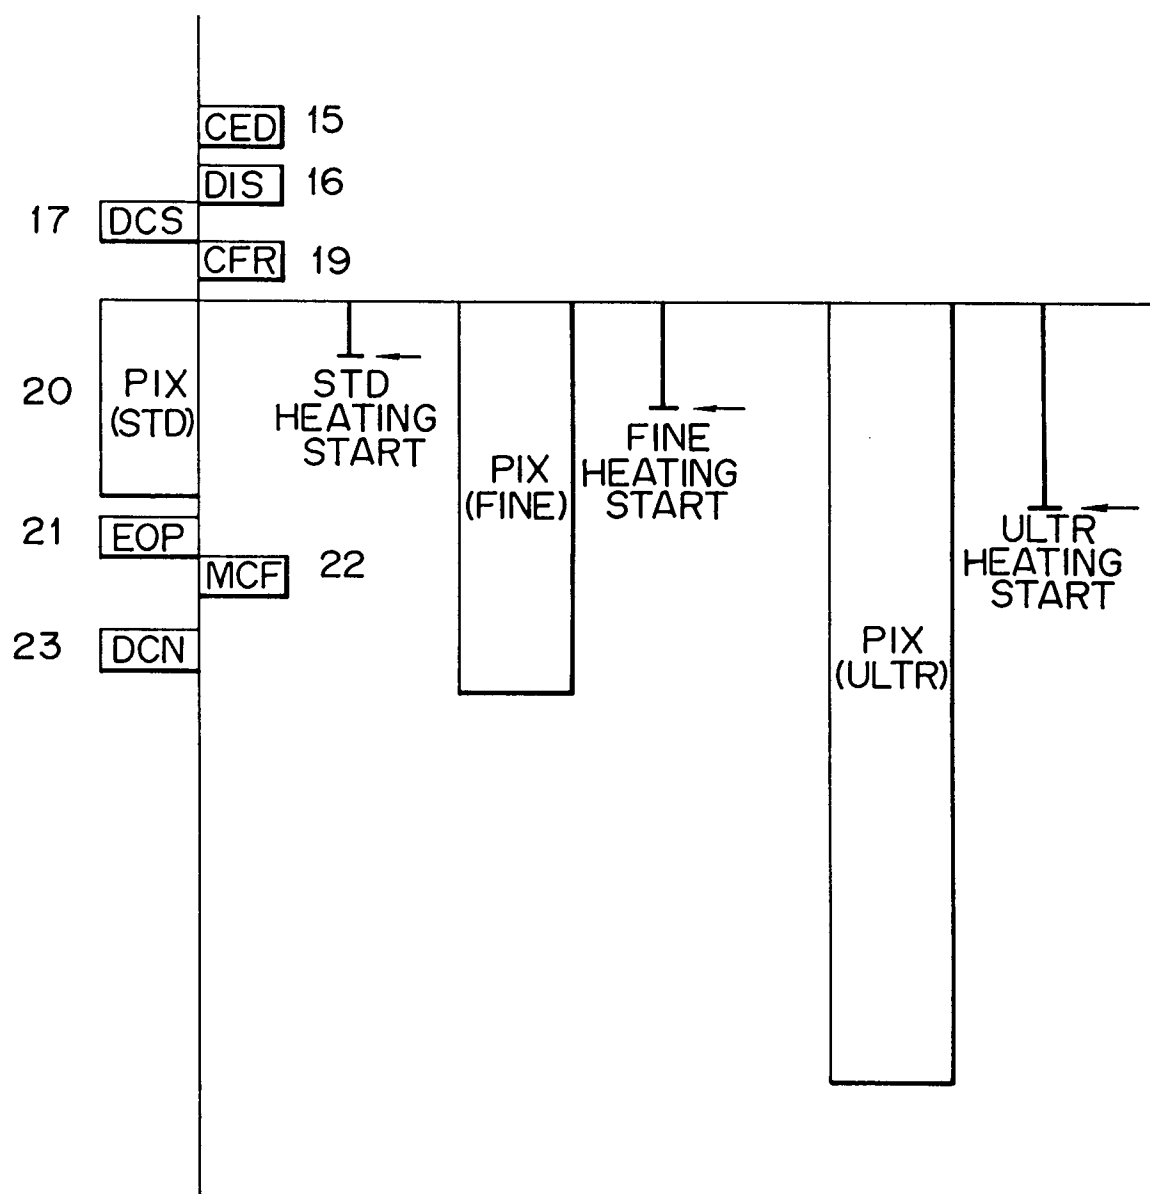 CED 15
DIS 16
17 DCS
CFR 19
20 PIX
(STD)
STD
HEATING
START
PIX
(FINE)
FINE
HEATING
START
ULTR
HEATING
START
21 EOP
MCF 22
23 DCN
PIX
(ULTR)